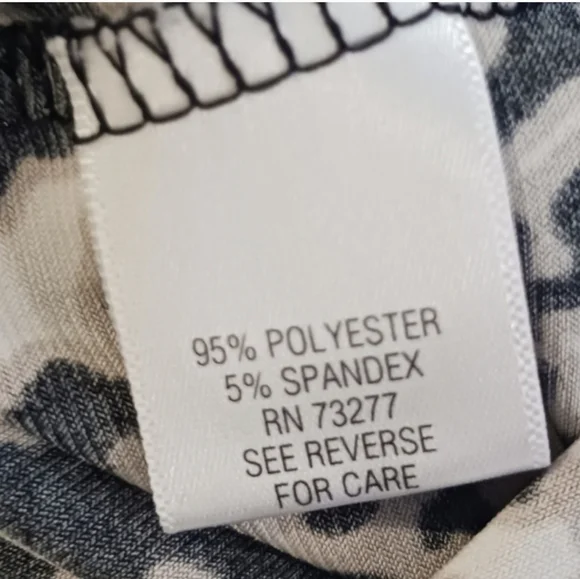 95% POLYESTER
5% SPANDEX
RN 73277
SEE REVERSE
FOR CARE